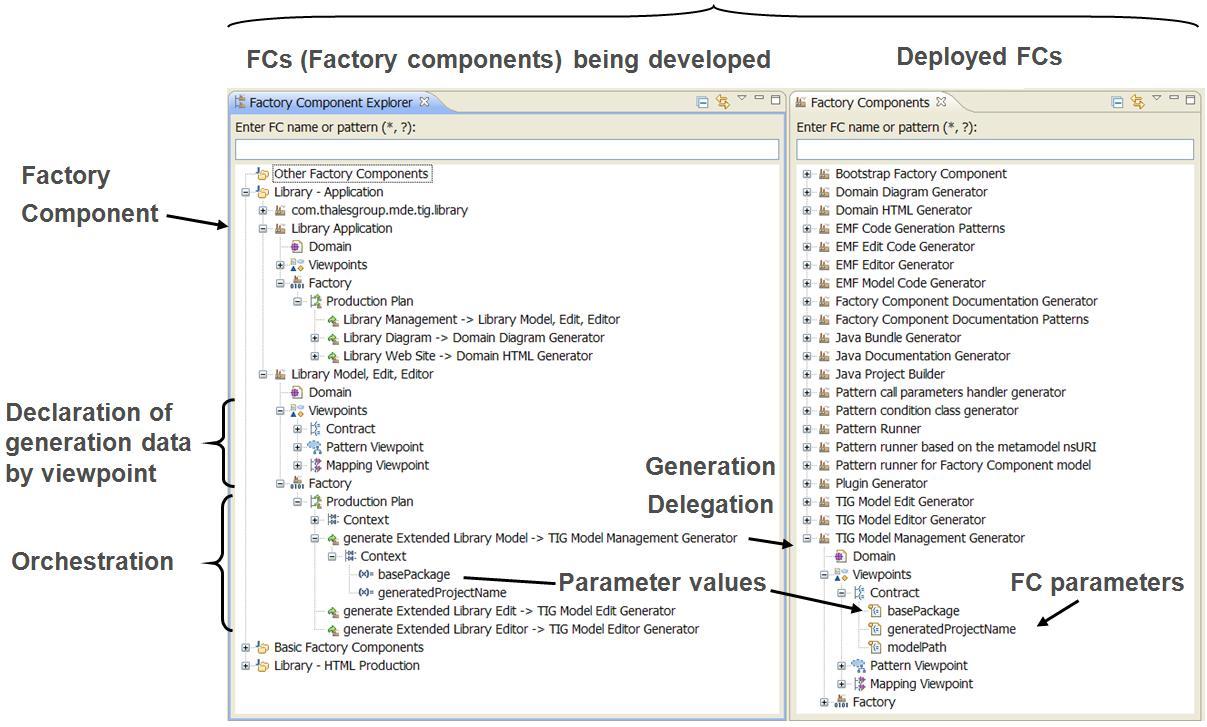 FCs (Factory components) being developed
Deployed FCs
Factory Component Explorer
Enter FC name or pattern (*, ?):
Other Factory Components
Library - Application
com.thalesgroup.mde.tig.library
Library Application
Domain
Viewpoints
Factory
Production Plan
Library Management -> Library Model, Edit, Editor
Library Diagram -> Domain Diagram Generator
Library Web Site -> Domain HTML Generator
Library Model, Edit, Editor
Domain
Viewpoints
Contract
Pattern Viewpoint
Mapping Viewpoint
Factory
Production Plan
Context
generate Extended Library Model -> TIG Model Management Generator
Context
basePackage
generatedProjectName
generate Extended Library Edit -> TIG Model Edit Generator
generate Extended Library Editor -> TIG Model Editor Generator
Basic Factory Components
Library - HTML Production
Factory Components
Enter FC name or pattern (*, ?):
Bootstrap Factory Component
Domain Diagram Generator
Domain HTML Generator
EMF Code Generation Patterns
EMF Edit Code Generator
EMF Editor Generator
EMF Model Code Generator
Factory Component Documentation Generator
Factory Component Documentation Patterns
Java Bundle Generator
Java Documentation Generator
Java Project Builder
Pattern call parameters handler generator
Pattern condition class generator
Pattern Runner
Pattern runner based on the metamodel nsURI
Pattern runner for Factory Component model
Plugin Generator
TIG Model Edit Generator
TIG Model Editor Generator
TIG Model Management Generator
Domain
Viewpoints
Contract
basePackage
generatedProjectName
modelPath
Pattern Viewpoint
Mapping Viewpoint
Factory
Factory
Component
Declaration of
generation data
by viewpoint
Orchestration
Generation
Delegation
Parameter values
FC parameters